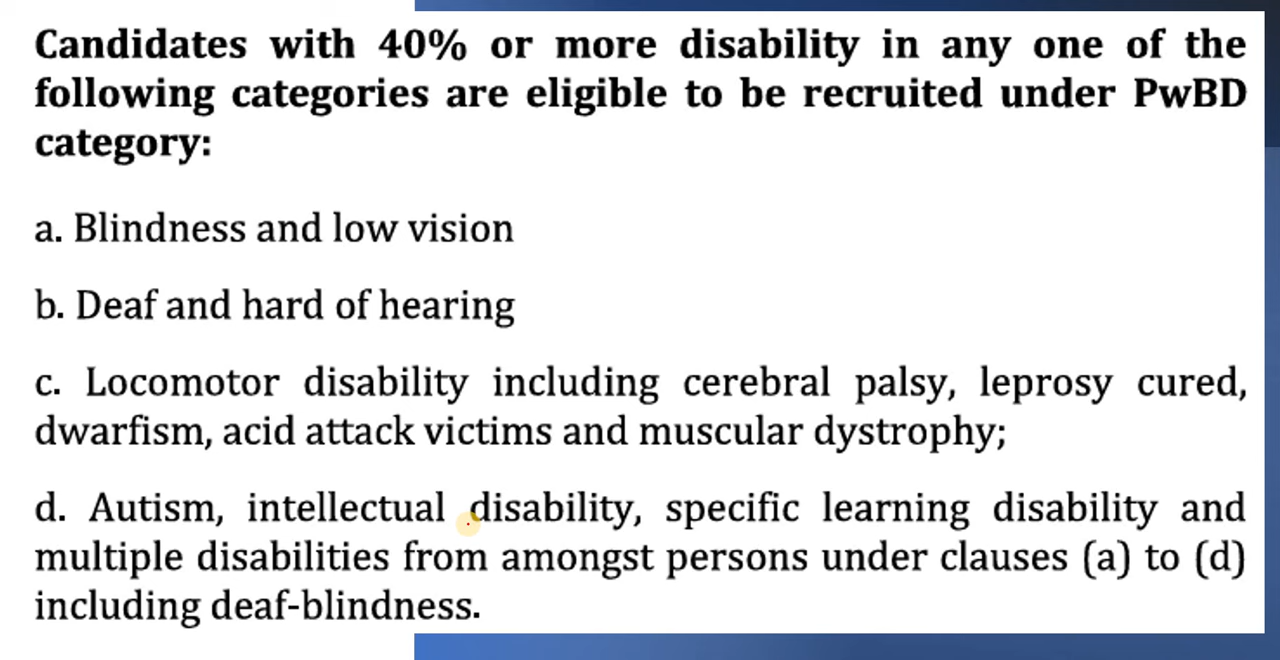 Candidates with 40% or more disability in any one of the
following categories are eligible to be recruited under PwBD
category:
a. Blindness and low vision
b. Deaf and hard of hearing
c. Locomotor disability including cerebral palsy, leprosy cured,
dwarfism, acid attack victims and muscular dystrophy;
d. Autism, intellectual disability, specific learning disability and
multiple disabilities from amongst persons under clauses (a) to (d)
including deaf-blindness.